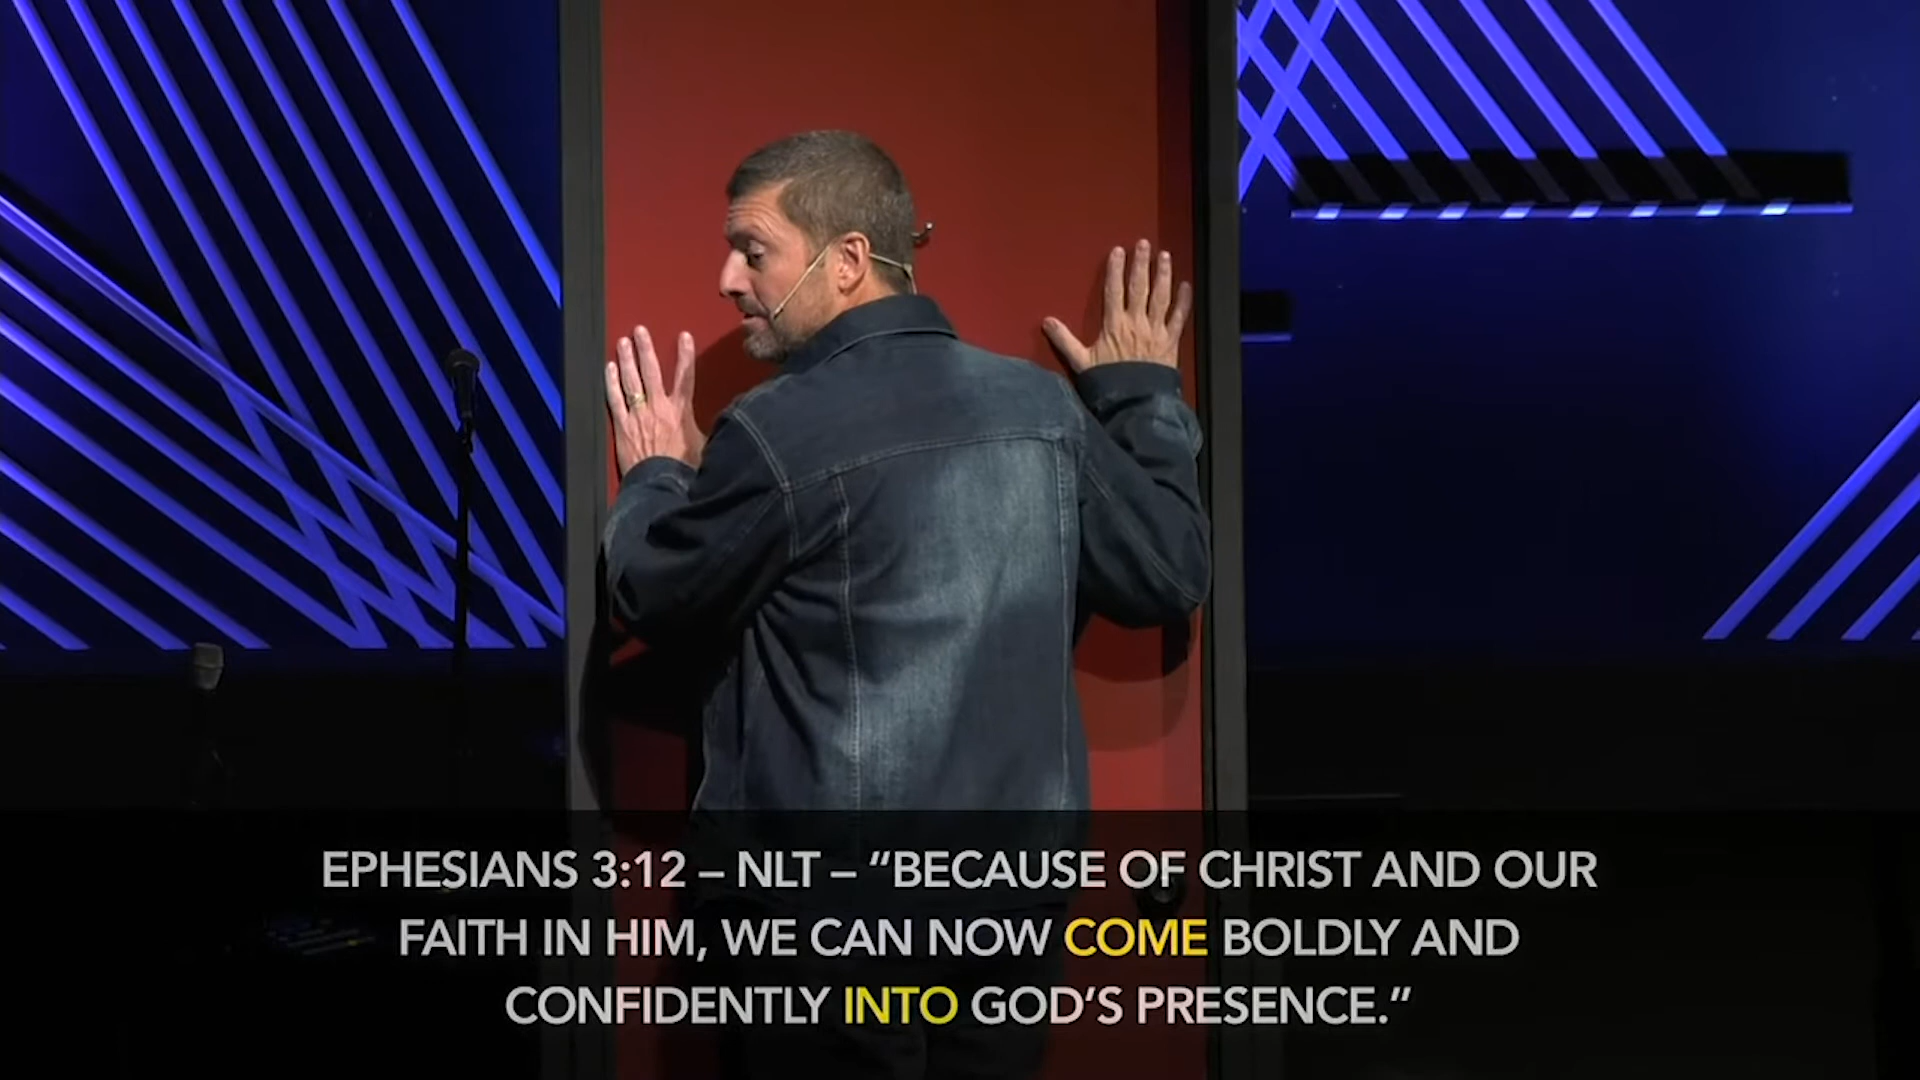 EPHESIANS 3:12 – NLT – “BECAUSE OF CHRIST AND OUR
FAITH IN HIM, WE CAN NOW COME BOLDLY AND
CONFIDENTLY INTO GOD’S PRESENCE.”